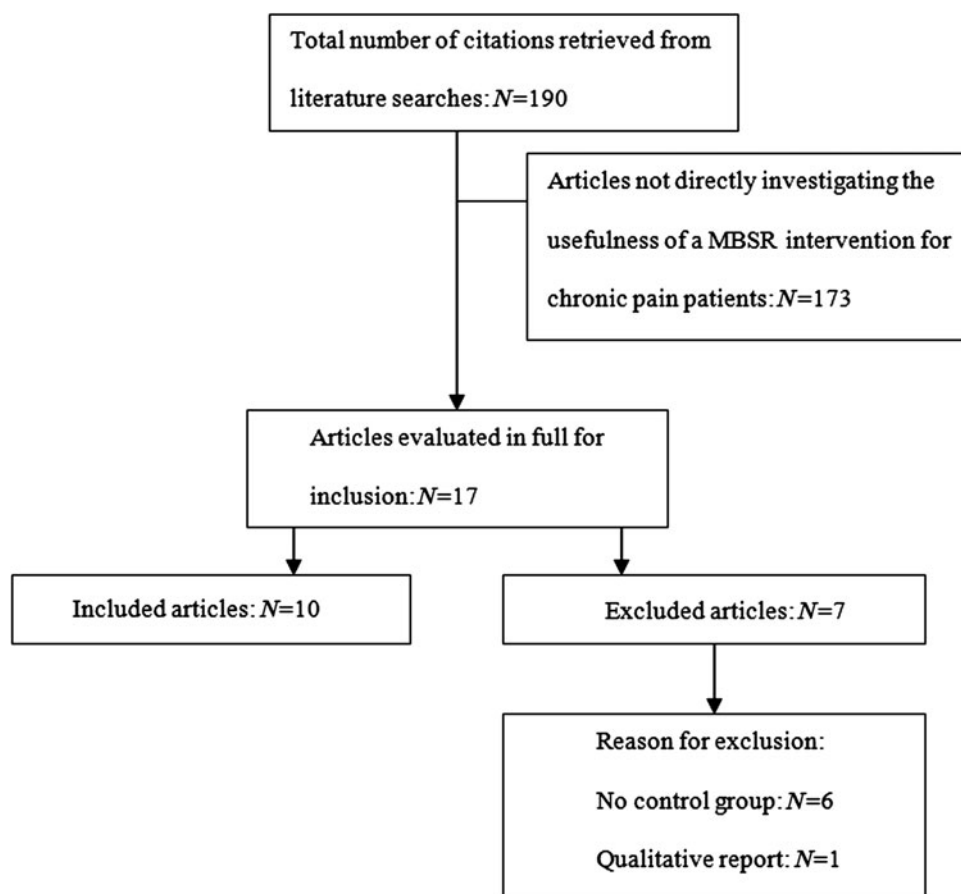 Total number of citations retrieved from
literature searches: N=190
Articles not directly investigating the
usefulness of a MBSR intervention for
chronic pain patients: N=173
Articles evaluated in full for
inclusion: N=17
Included articles: N=10
Excluded articles: N=7
Reason for exclusion:
No control group: N=6
Qualitative report: N=1